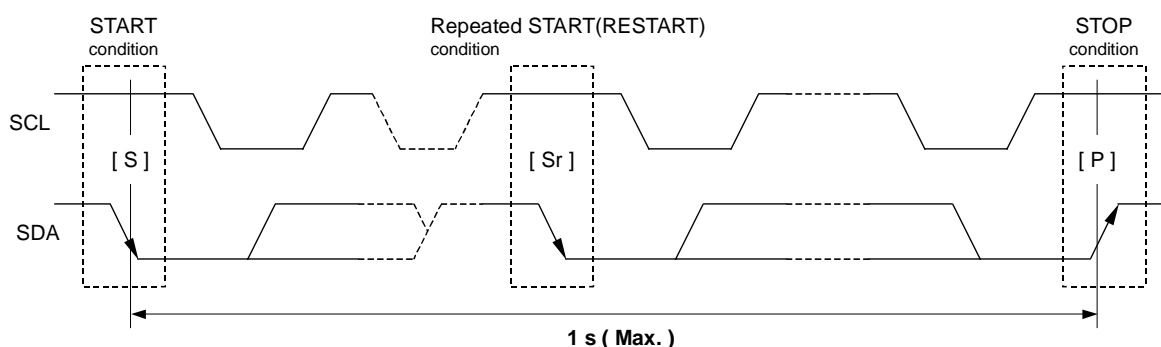 START
condition
Repeated START(RESTART)
condition
STOP
condition
SCL
[ S ]
[ Sr ]
[ P ]
SDA
1 s ( Max. )